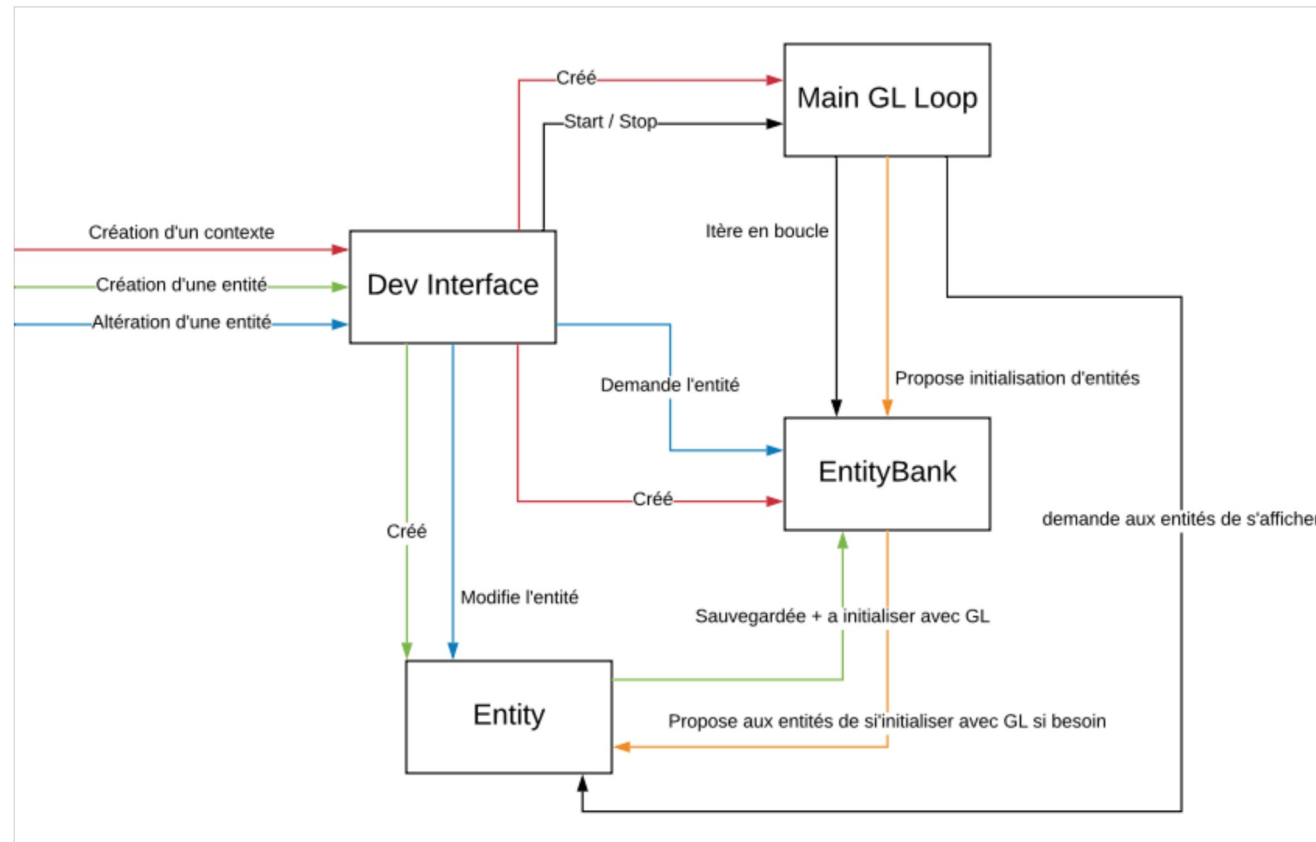 Créé
Main GL Loop
Start / Stop
Création d'un contexte
Itère en boucle
Dev Interface
Création d'une entité
Altération d'une entité
Propose initialisation d'entités
Demande l'entité
EntityBank
Créé
demande aux entités de s'afficher
Créé
Modifie l'entité
Sauvegardée + a initialiser avec GL
Entity
Propose aux entités de si'initialiser avec GL si besoin